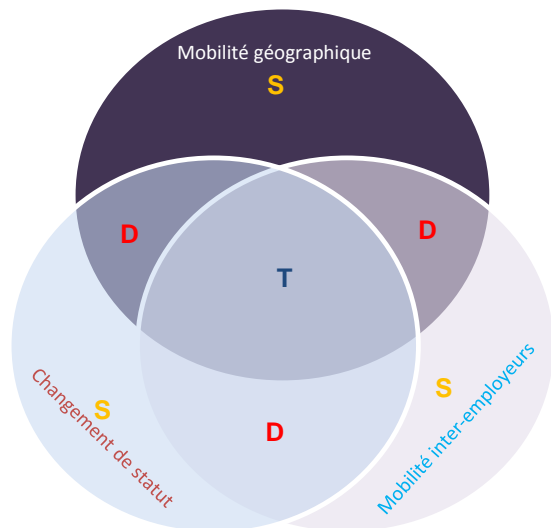 Mobilité géographique
S
D
D
T
S
S
D
Changement de statut
Mobilité inter-employeurs